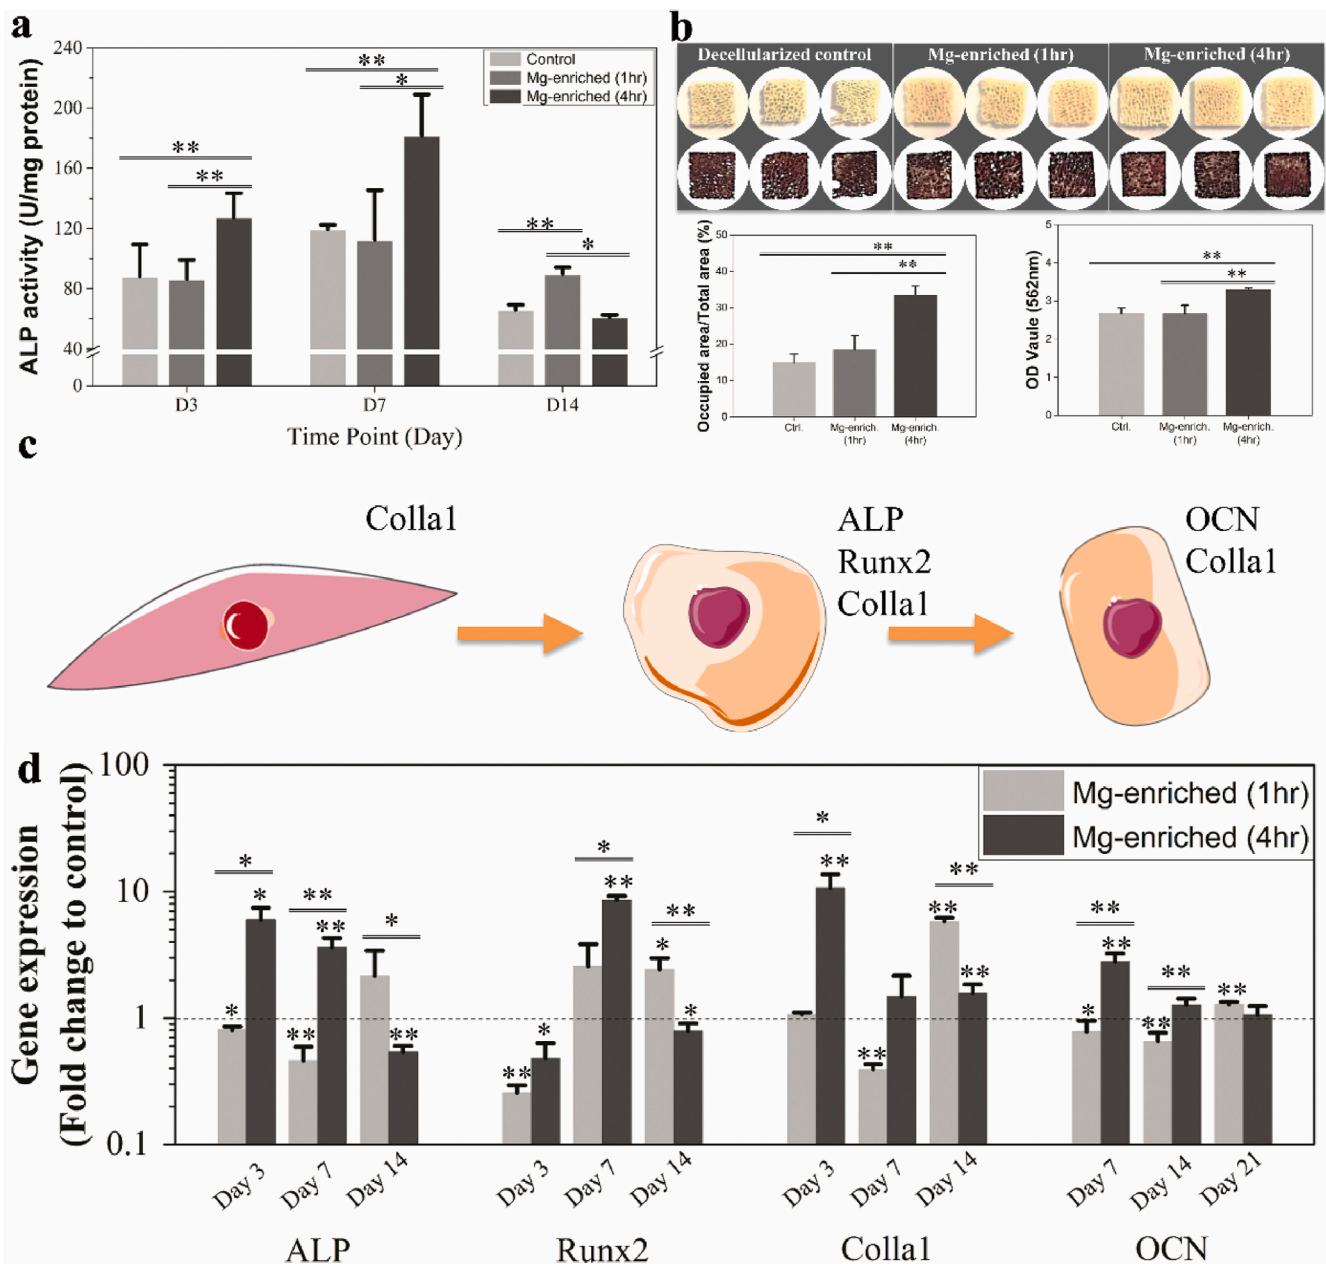 a
240
200
160
120
80
40
0
ALP activity (U/mg protein)
Control
Mg-enriched (1hr)
Mg-enriched (4hr)
**
*
**
**
**
*
D3
D7
D14
Time Point (Day)
b
Decellularized control
Mg-enriched (1hr)
Mg-enriched (4hr)
50
40
30
20
10
0
Occupied area/Total area (%)
**
**
Ctrl.
Mg-enrich.
(1hr)
Mg-enrich.
(4hr)
5
4
3
2
1
0
OD Vaule (562nm)
**
**
Ctrl.
Mg-enrich.
(1hr)
Mg-enrich.
(4hr)
c
Colla1
ALP
Runx2
Colla1
OCN
Colla1
d
100
10
1
0.1
Gene expression
(Fold change to control)
Mg-enriched (1hr)
Mg-enriched (4hr)
*
*
*
**
**
**
*
**
**
*
*
**
**
*
*
*
**
**
**
**
**
**
*
**
**
**
**
Day 3
Day 7
Day 14
Day 3
Day 7
Day 14
Day 3
Day 7
Day 14
Day 7
Day 14
Day 21
ALP
Runx2
Colla1
OCN